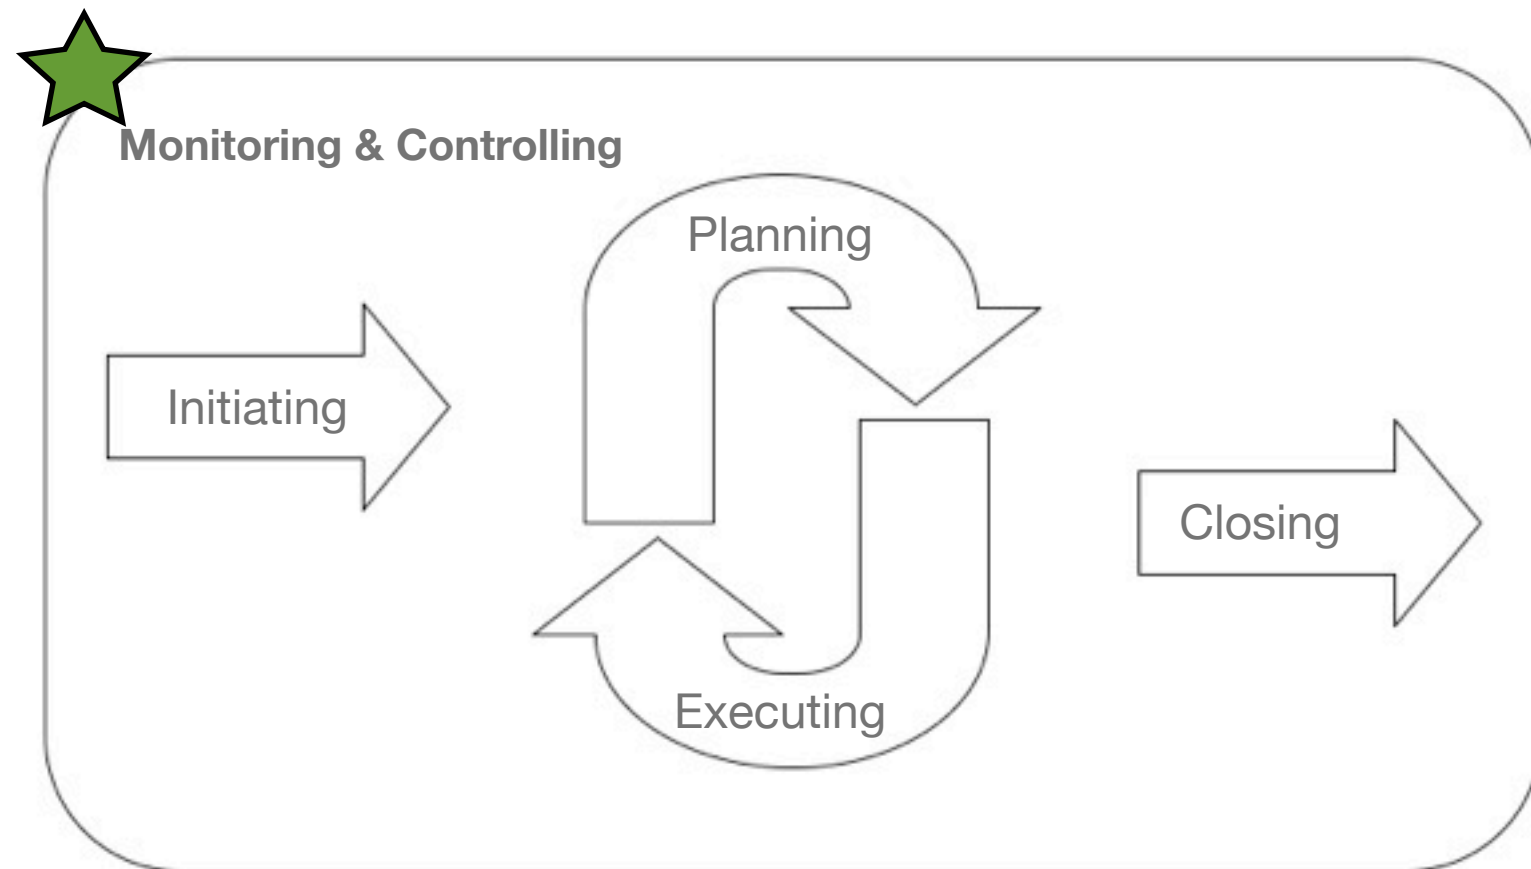 Monitoring & Controlling
Planning
Initiating
Closing
Executing